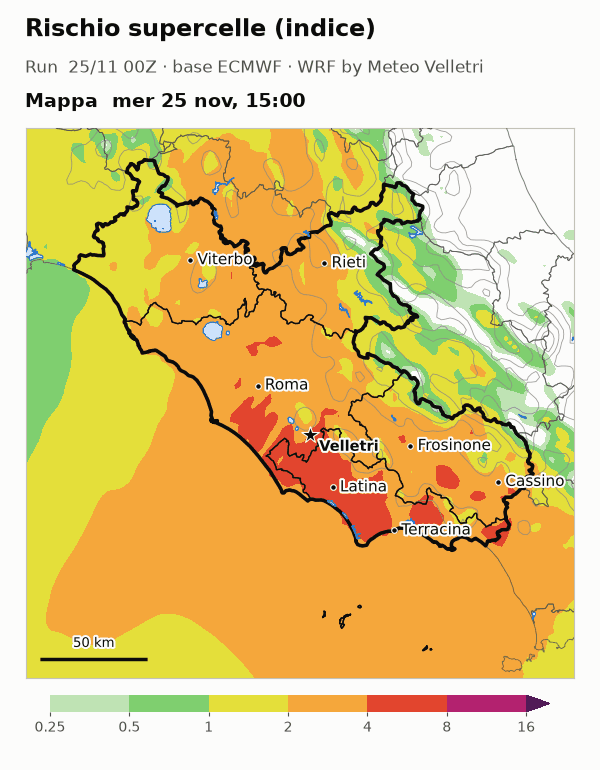 Rischio supercelle (indice)
Run  25/11 00Z · base ECMWF · WRF by Meteo Velletri
Mappa  mer 25 nov, 15:00
Viterbo
Rieti
Roma
Velletri
Frosinone
Cassino
Latina
Terracina
50 km
0.25 0.5 1 2 4 8 16